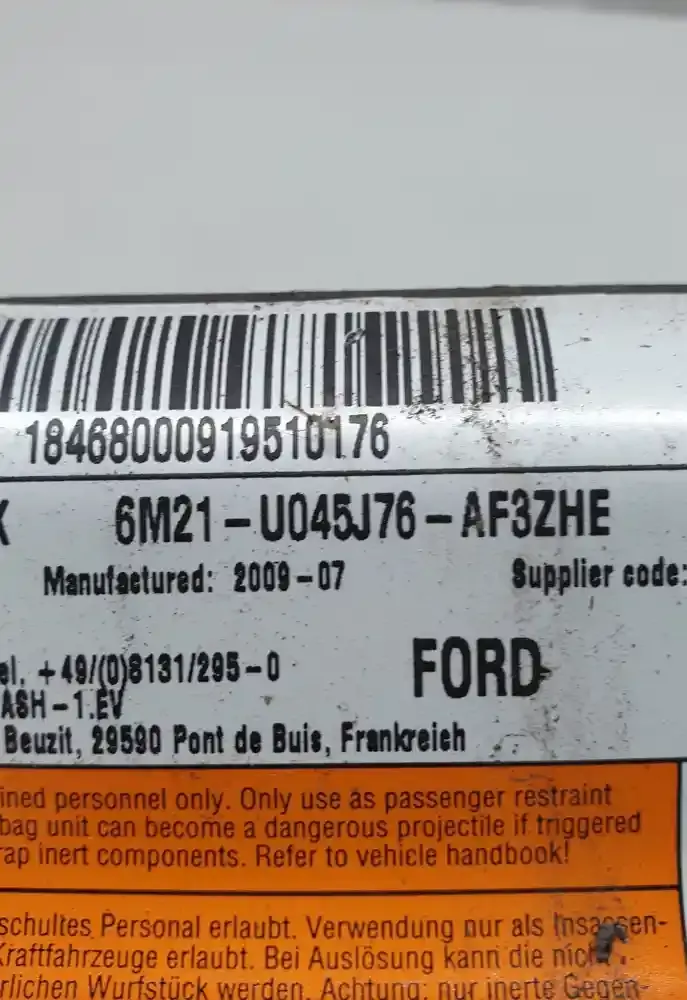 18468000919510176
6M21-U045J76-AF3ZHE
Manufactured: 2009-07 Supplier code:
el. +49/(0)8131/295-0 FORD
ASH-1.EV
Beuzit, 29590 Pont de Buis, Frankreich
ined personnel only. Only use as passenger restraint
bag unit can become a dangerous projectile if triggered
rap inert components. Refer to vehicle handbook!
schultes Personal erlaubt. Verwendung nur als Insassen-
Kraftfahrzeuge erlaubt. Bei Auslösung kann die
rlichen Wurfstück werden. Achtung: nur inerte Gegen-